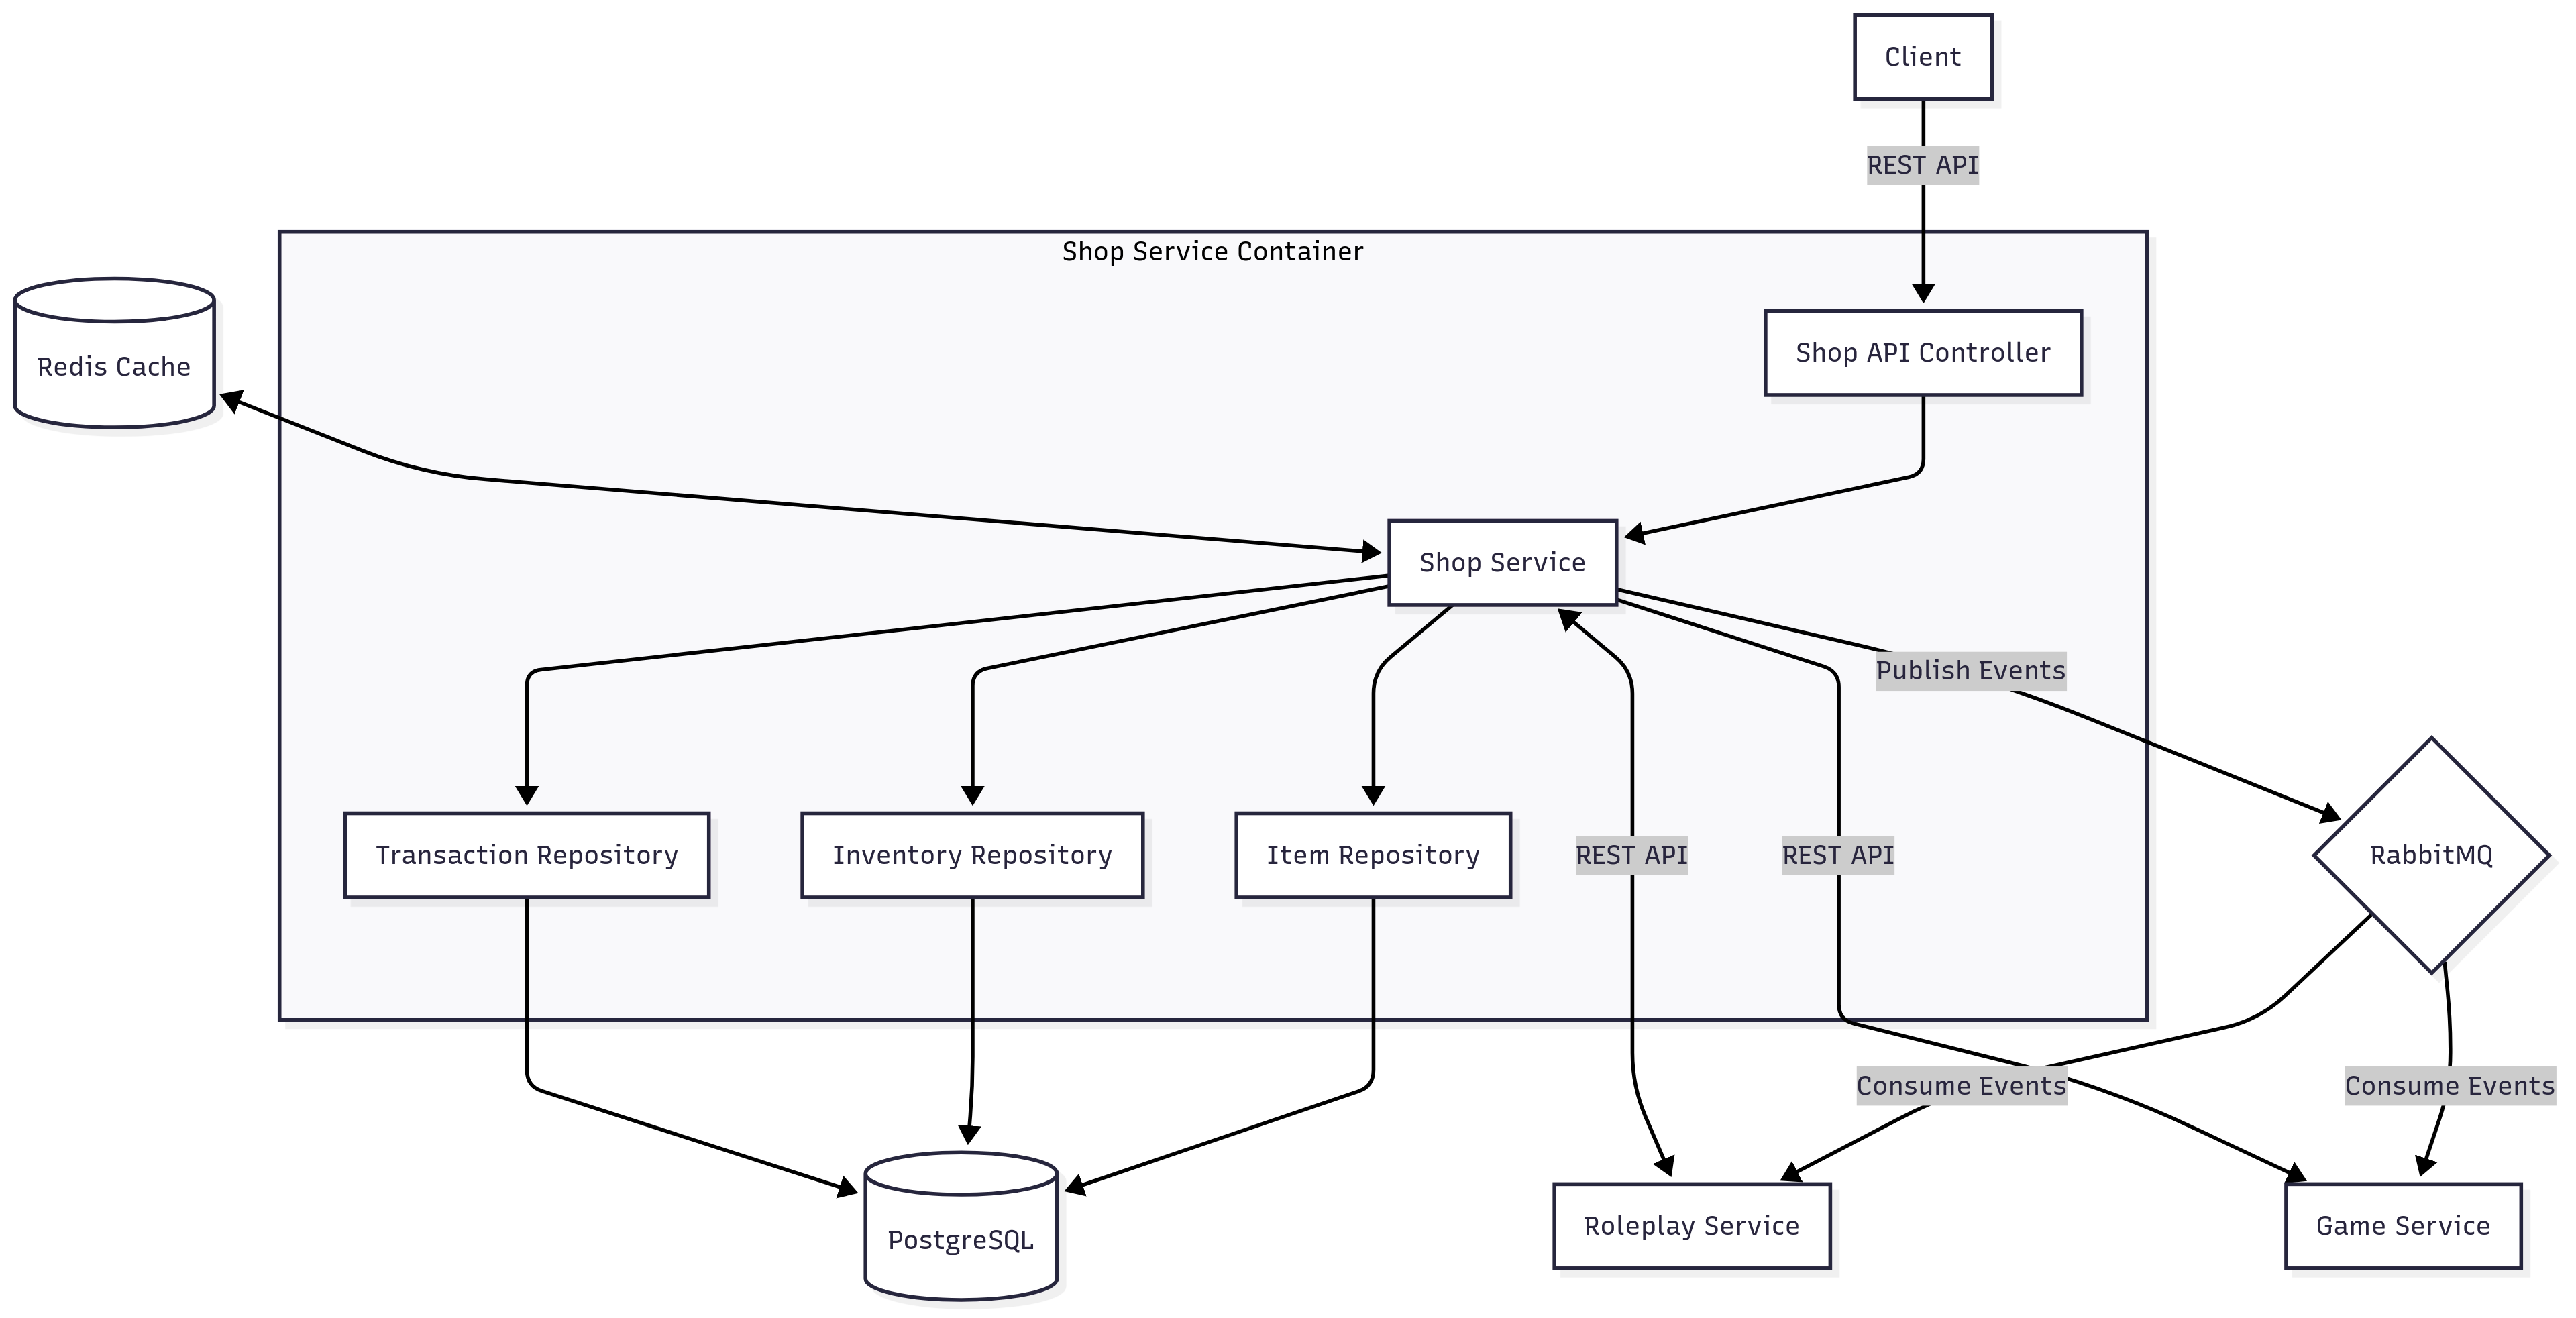 Client
REST API
Shop Service Container
Redis Cache
Shop API Controller
Shop Service
Publish Events
Transaction Repository
Inventory Repository
Item Repository
REST API
REST API
RabbitMQ
Consume Events
Consume Events
PostgreSQL
Roleplay Service
Game Service